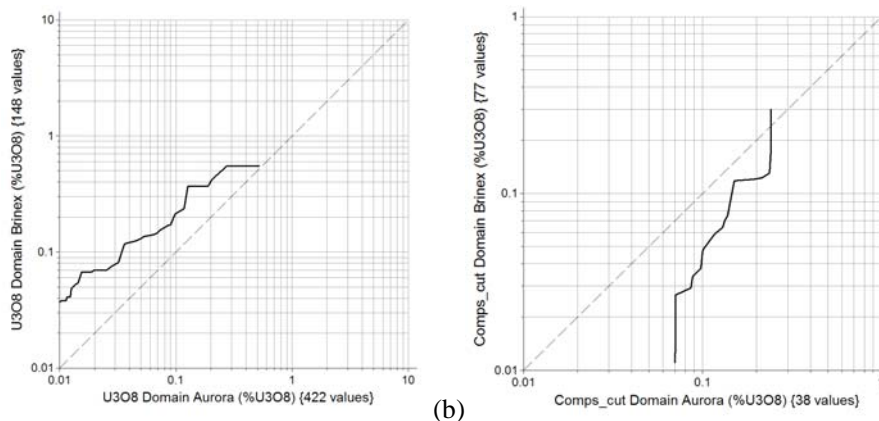 10
1
0.1
0.01
0.01
0.1
1
10
U3O8 Domain Brinex (%U3O8) {148 values}
U3O8 Domain Aurora (%U3O8) {422 values}
(b)
1
0.1
0.01
0.1
Comps_cut Domain Brinex (%U3O8) {77 values}
Comps_cut Domain Aurora (%U3O8) {38 values}